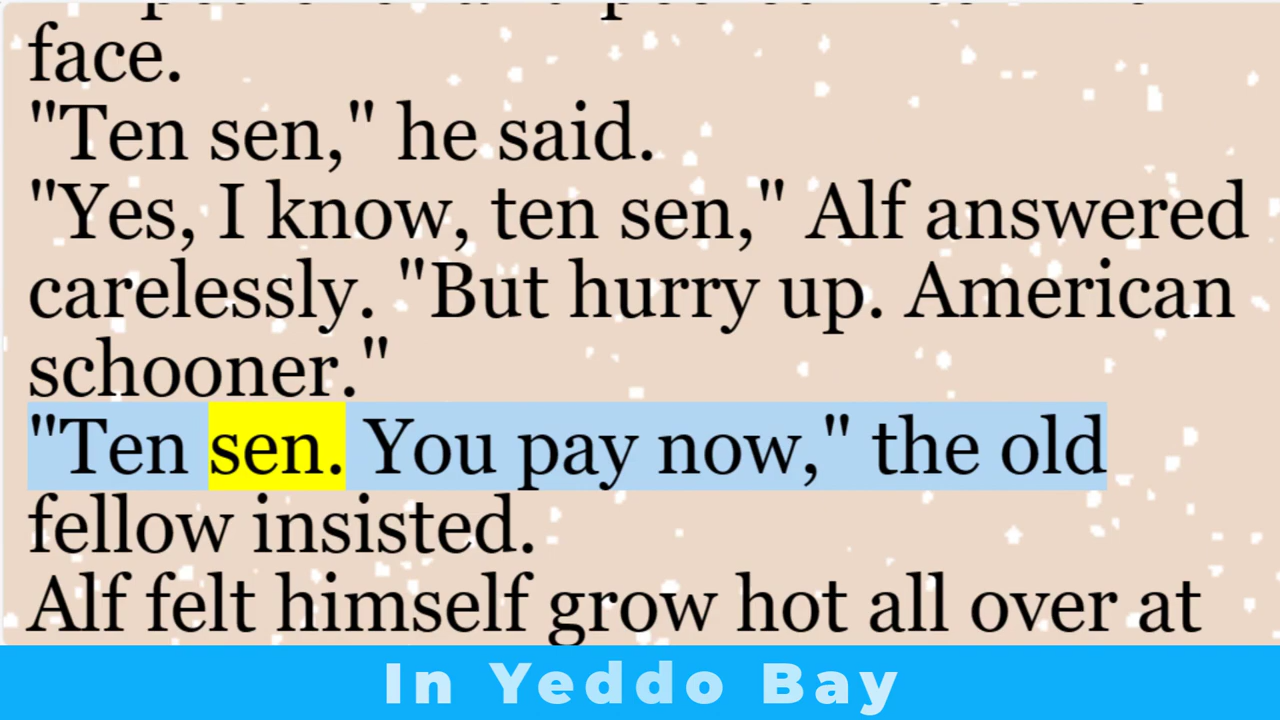 face.
"Ten sen," he said.
"Yes, I know, ten sen," Alf answered
carelessly. "But hurry up. American
schooner."
"Ten sen. You pay now," the old
fellow insisted.
Alf felt himself grow hot all over at
In Yeddo Bay